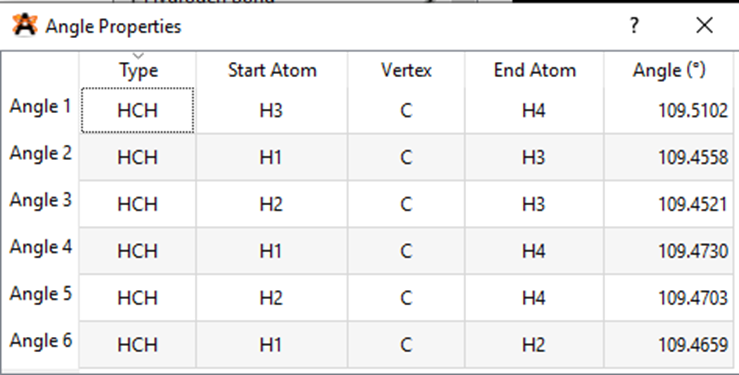 Angle Properties ?
Type Start Atom Vertex End Atom Angle (°)
Angle 1 HCH H3 C H4 109.5102
Angle 2 HCH H1 C H3 109.4558
Angle 3 HCH H2 C H3 109.4521
Angle 4 HCH H1 C H4 109.4730
Angle 5 HCH H2 C H4 109.4703
Angle 6 HCH H1 C H2 109.4659